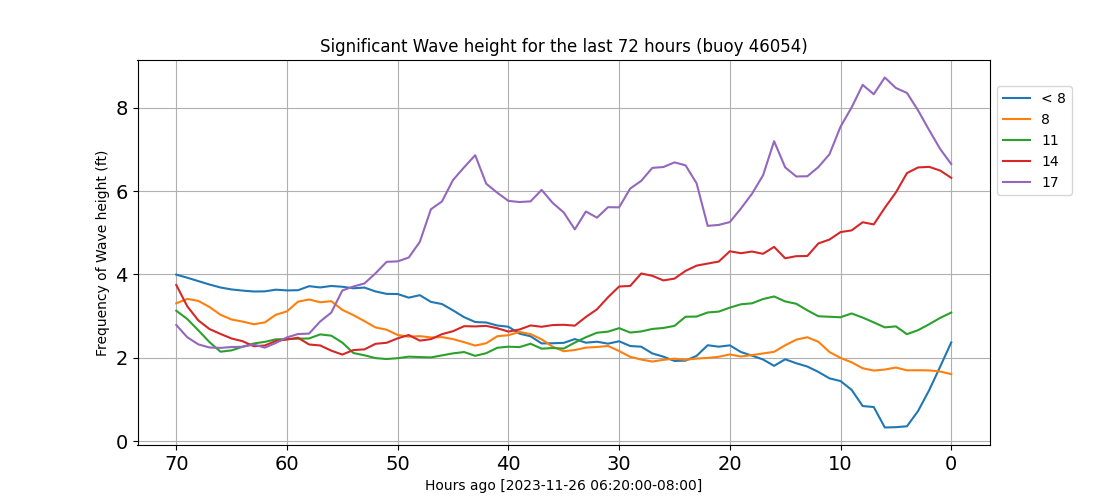 Significant Wave height for the last 72 hours (buoy 46054)
Frequency of Wave height (ft)
8
6
4
2
0
70 60 50 40 30 20 10 0
Hours ago [2023-11-26 06:20:00-08:00]
< 8
8
11
14
17